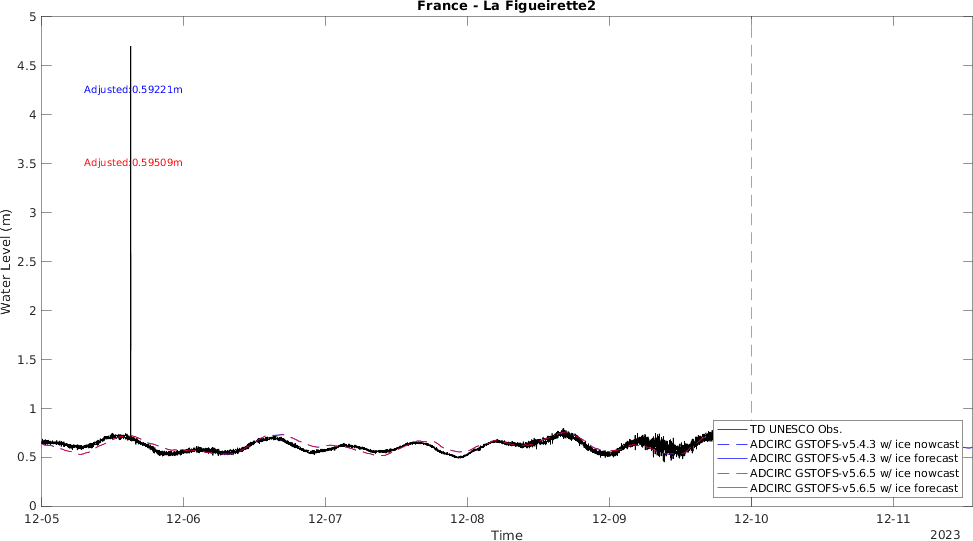 France - La Figueirette2
5
4.5
4
3.5
3
2.5
2
1.5
1
0.5
0
Water Level (m)
Adjusted:0.59221m
Adjusted:0.59509m
TD UNESCO Obs.
ADCIRC GSTOFS-v5.4.3 w/ ice nowcast
ADCIRC GSTOFS-v5.4.3 w/ ice forecast
ADCIRC GSTOFS-v5.6.5 w/ ice nowcast
ADCIRC GSTOFS-v5.6.5 w/ ice forecast
12-05 12-06 12-07 12-08 12-09 12-10 12-11
Time
2023